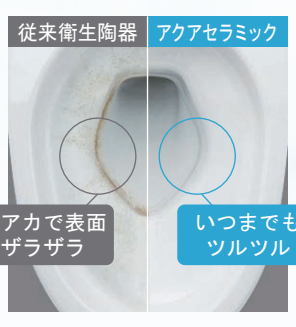 従来衛生陶器
アクアセラミック
アカで表面
ザラザラ
いつまでも
ツルツル